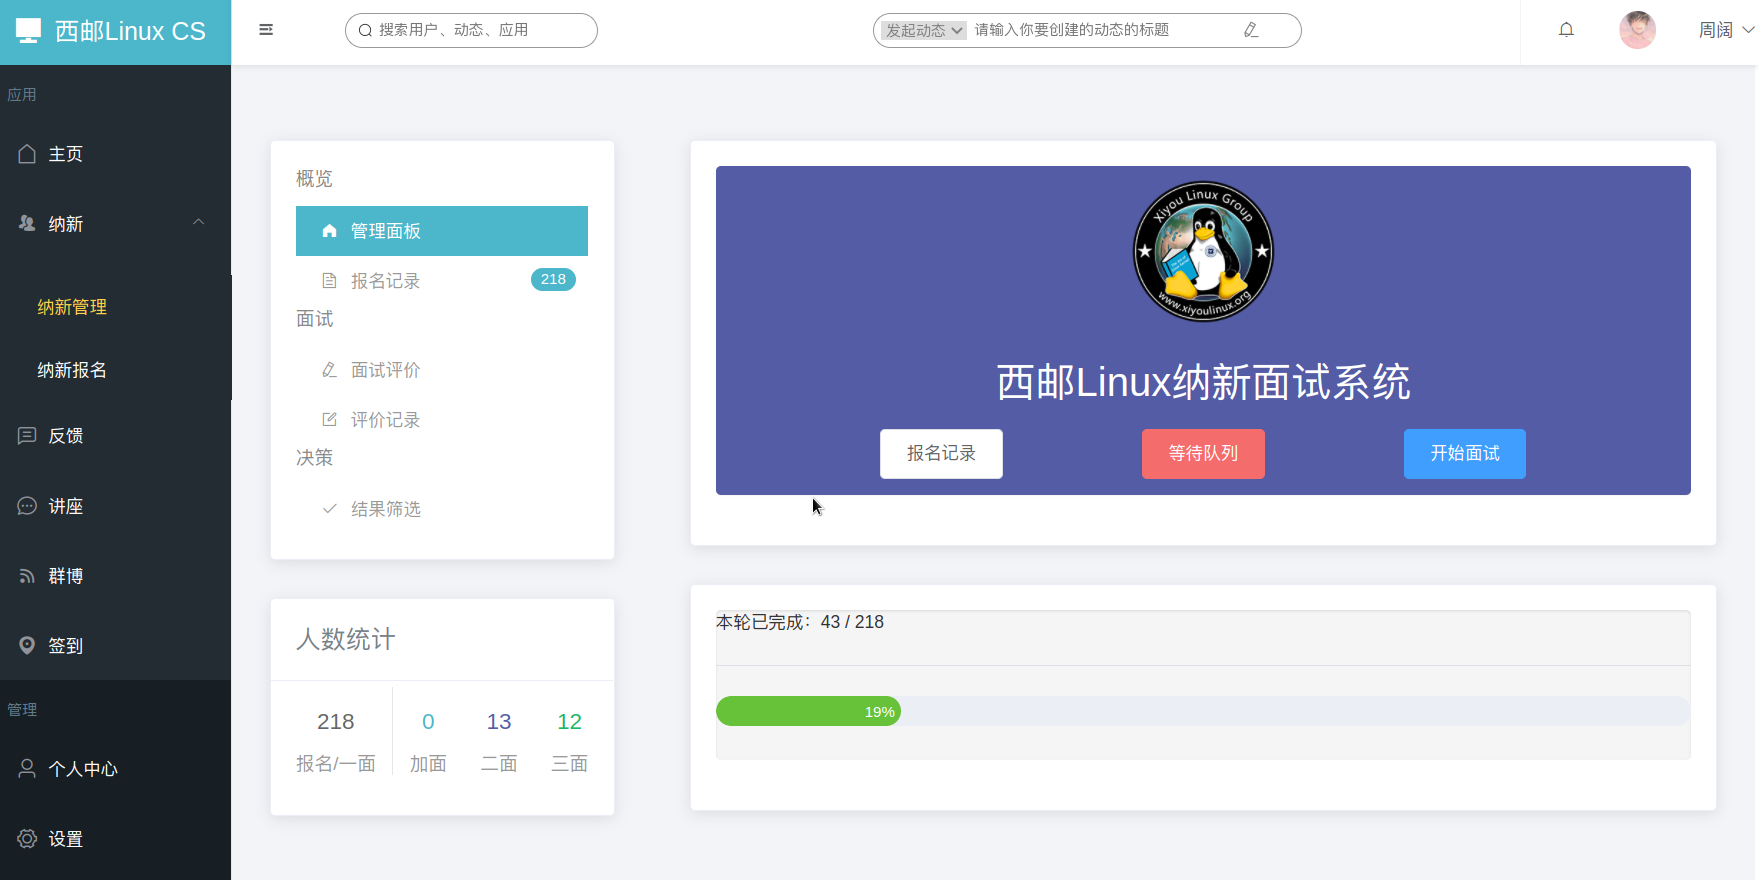 西邮Linux CS
搜索用户、动态、应用
发起动态 请输入你要创建的动态的标题
周阔
应用
主页
纳新
纳新管理
纳新报名
反馈
讲座
群博
签到
管理
个人中心
设置
概览
管理面板
报名记录 218
面试
面试评价
评价记录
决策
结果筛选
人数统计
218 0 13 12
报名/一面 加面 二面 三面
Xiyou Linux Group
www.xiyoulinux.org
西邮Linux纳新面试系统
报名记录 等待队列 开始面试
本轮已完成：43 / 218
19%